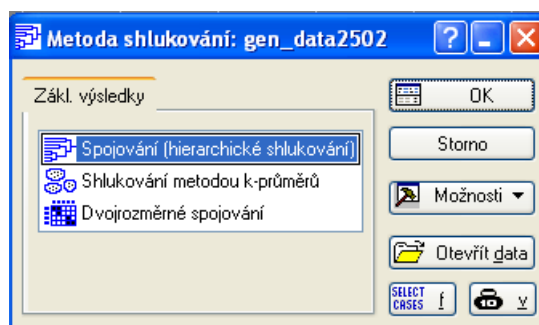 Metoda shlukování: gen_data2502
Zákl. výsledky
Spojování (hierarchické shlukování)
Shlukování metodou k-průměrů
Dvojrozměrné spojování
OK
Storno
Možnosti
Otevřít data
SELECT CASES f
v